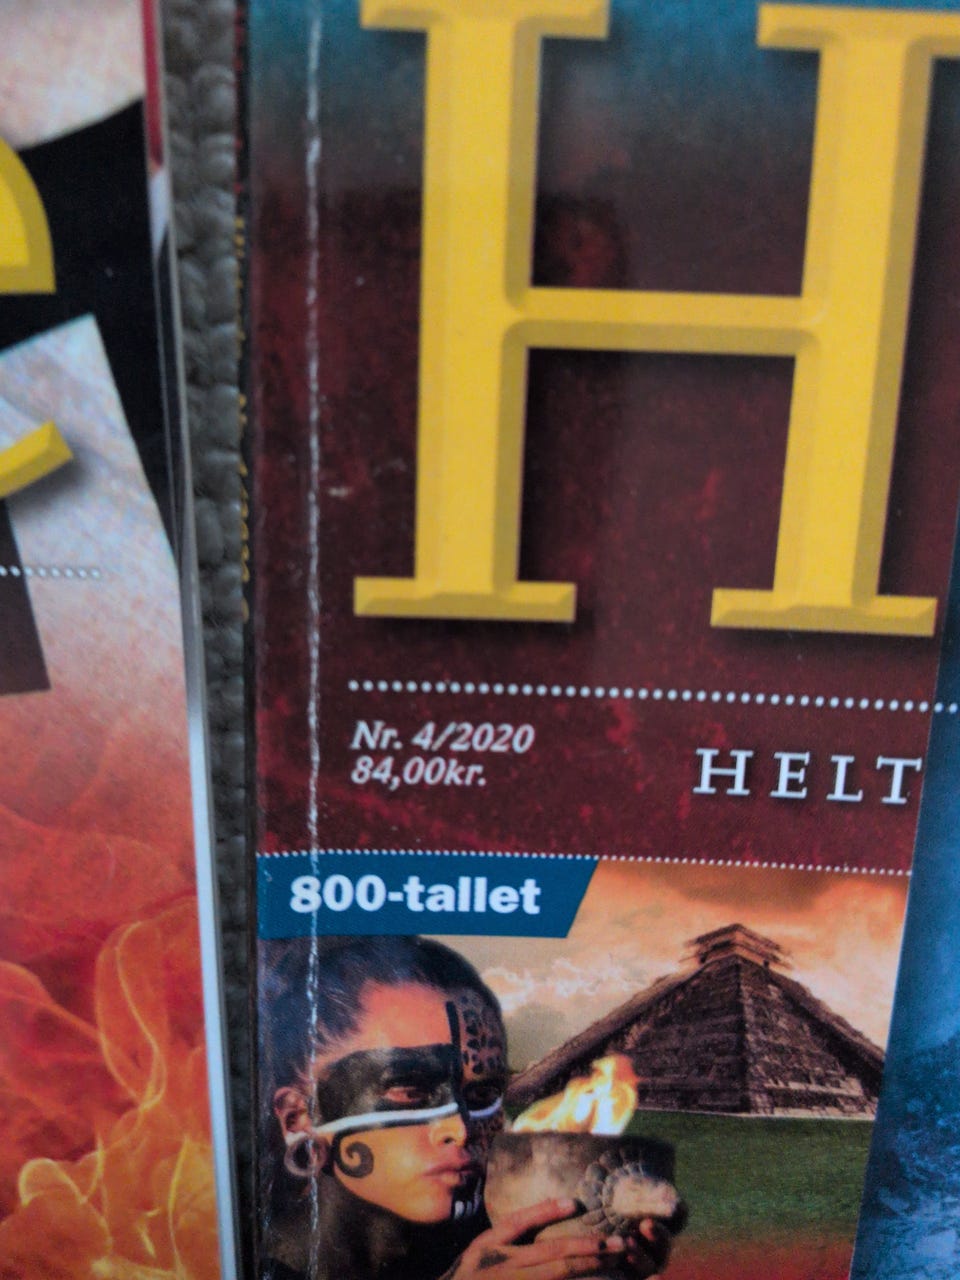 H
Nr. 4/2020
84,00kr.
HELT
800-tallet